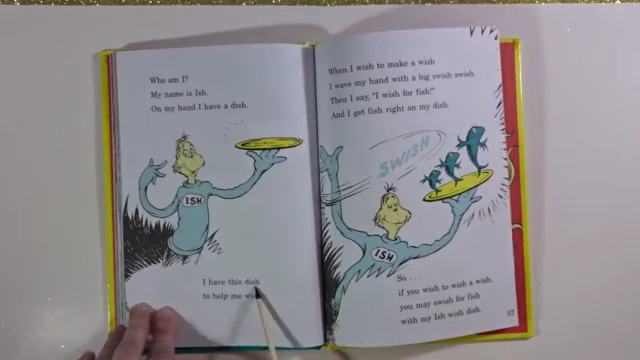 Who am I?
My name is Ish.
On my hand I have a dish.
ISH
I have this dish
to help me
When I wish to make a wish
I wave my hand with a big swish swish.
Then I say, "I wish for fish!"
And I get fish right on my dish.
SWISH
ISH
So . . .
if you wish to wish a wish,
you may swish for fish
with my Ish wish dish.
57